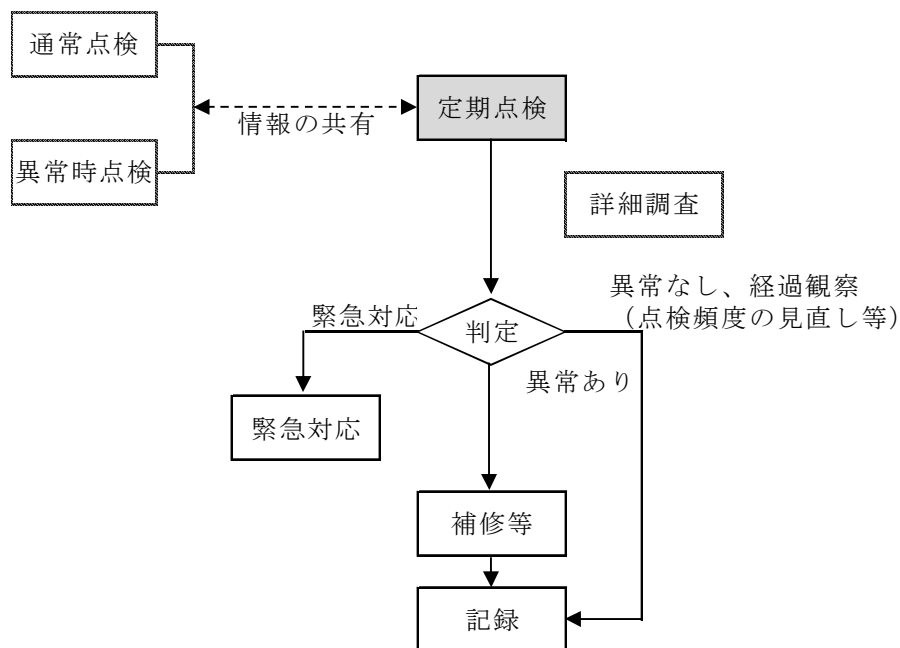 通常点検
定期点検
情報の共有
異常時点検
詳細調査
異常なし、経過観察
（点検頻度の見直し等）
緊急対応
判定
異常あり
緊急対応
補修等
記録